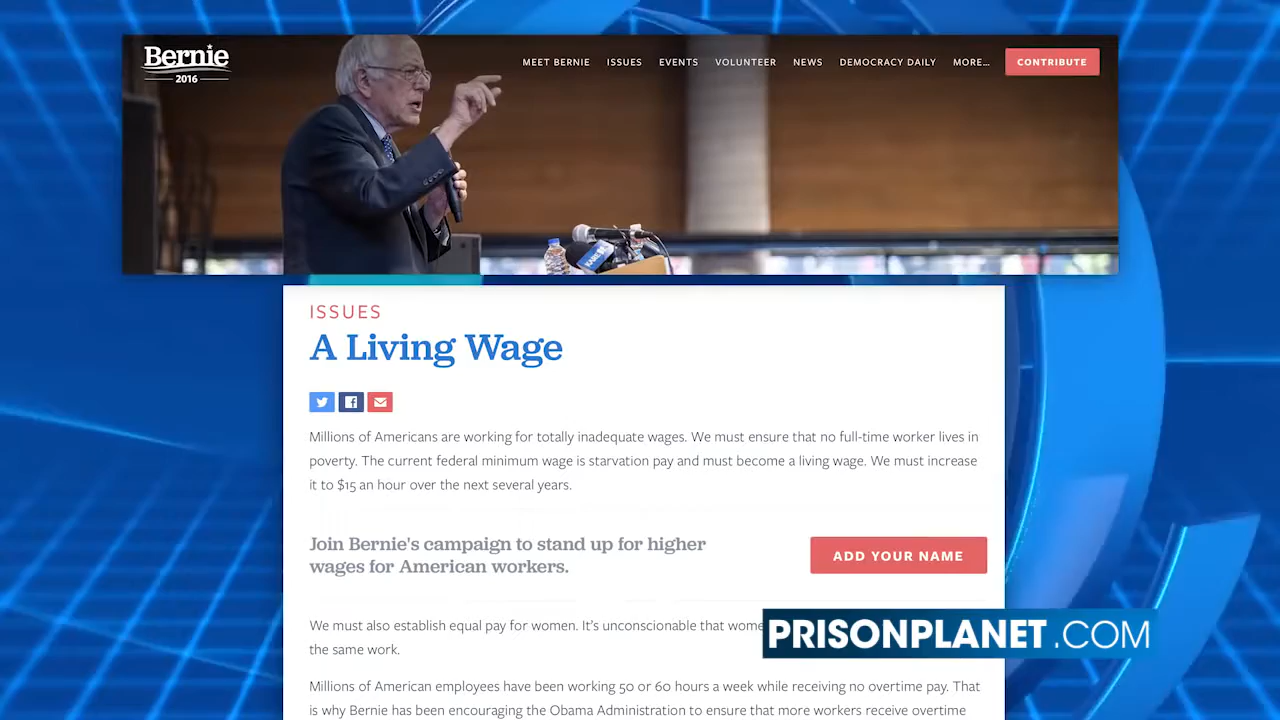 Bernie
2016
MEET BERNIE ISSUES EVENTS VOLUNTEER NEWS DEMOCRACY DAILY MORE... CONTRIBUTE
ISSUES
A Living Wage
Millions of Americans are working for totally inadequate wages. We must ensure that no full-time worker lives in
poverty. The current federal minimum wage is starvation pay and must become a living wage. We must increase
it to $15 an hour over the next several years.
Join Bernie's campaign to stand up for higher
wages for American workers.
ADD YOUR NAME
We must also establish equal pay for women. It's unconscionable that
the same work.
PRISONPLANET.COM
Millions of American employees have been working 50 or 60 hours a week while receiving no overtime pay. That
is why Bernie has been encouraging the Obama Administration to ensure that more workers receive overtime